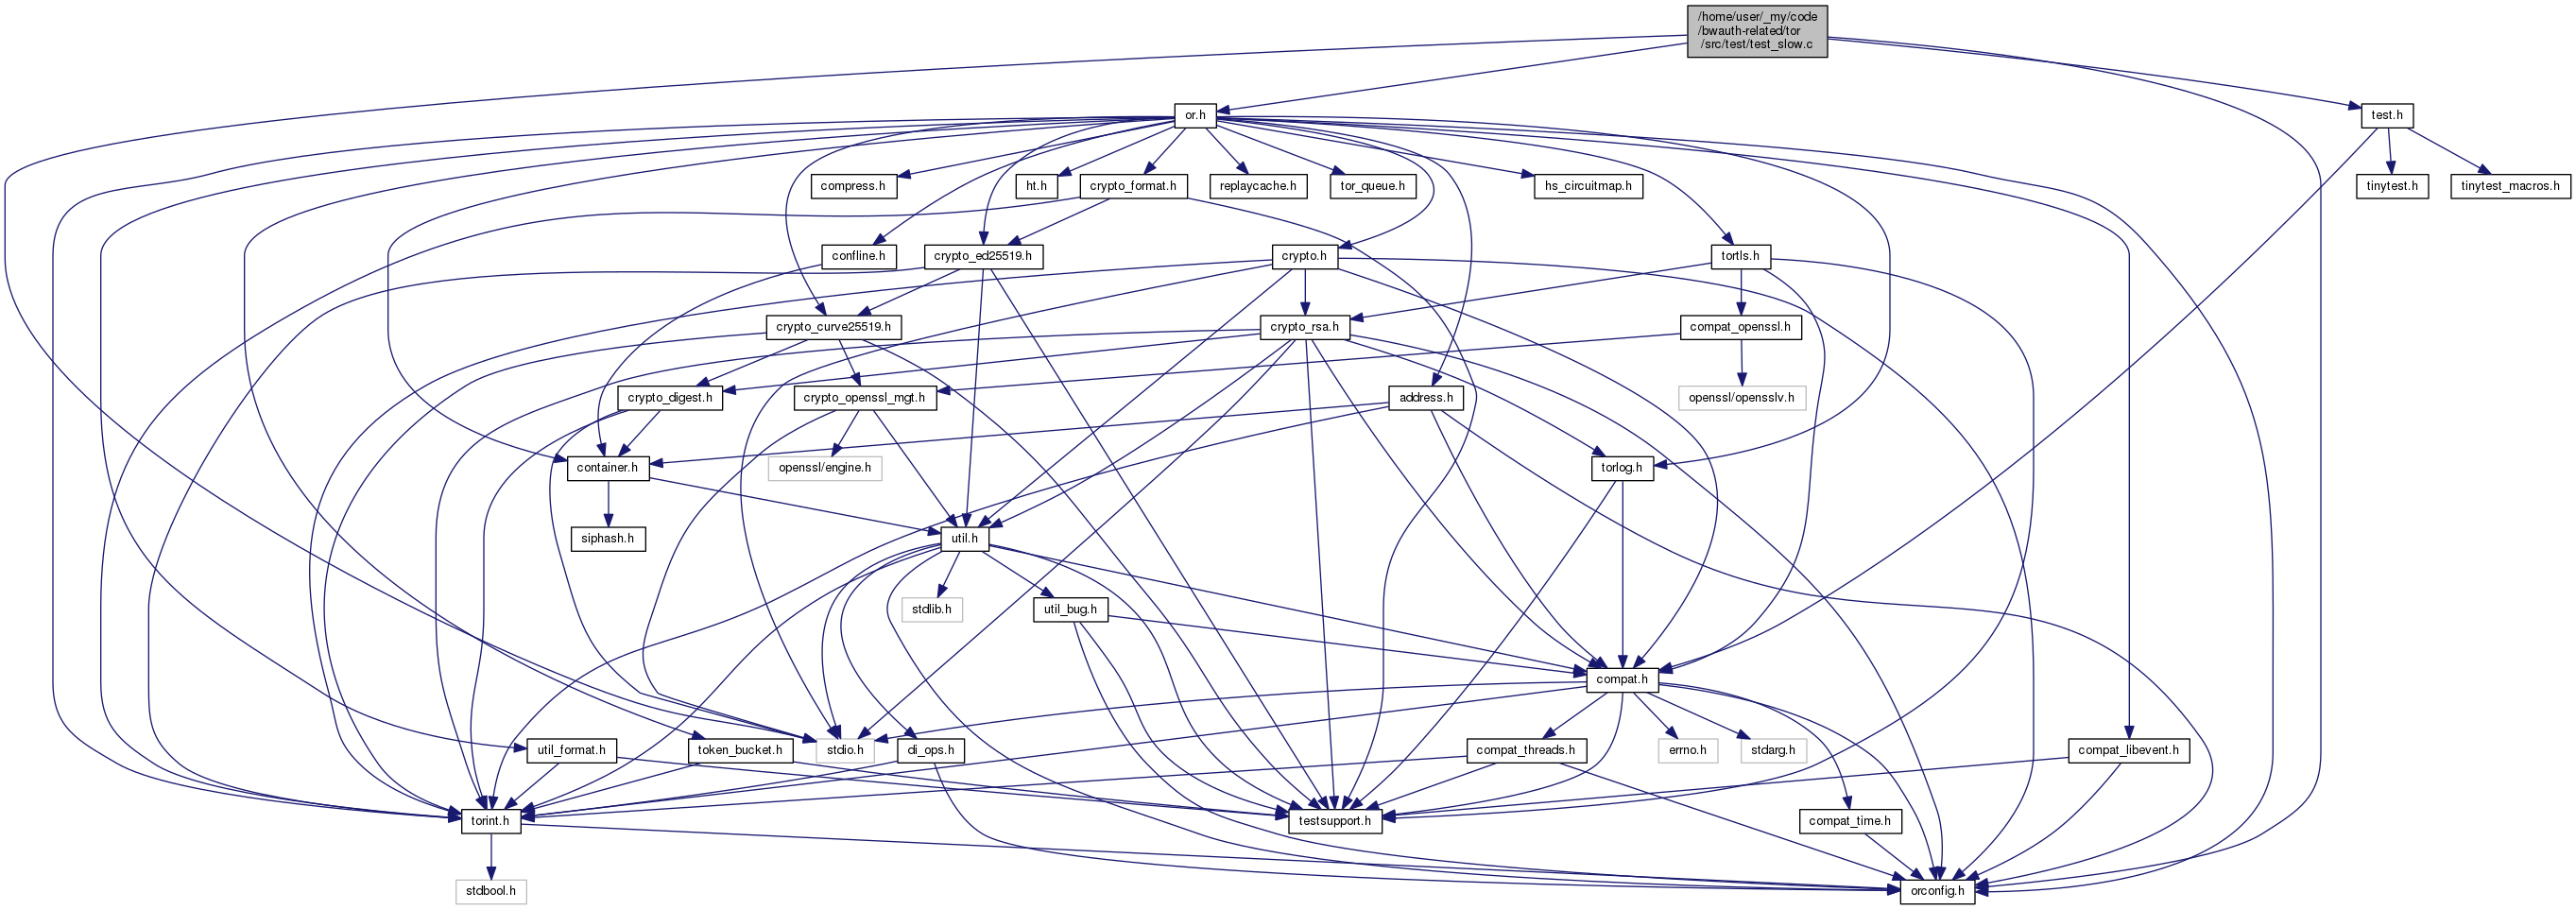 /home/user/_my/code
/bwauth-related/tor
/src/test/test_slow.c
or.h
test.h
compress.h
ht.h
crypto_format.h
replaycache.h
tor_queue.h
hs_circuitmap.h
tinytest.h
tinytest_macros.h
confline.h
crypto_ed25519.h
crypto.h
tortls.h
crypto_curve25519.h
crypto_rsa.h
compat_openssl.h
crypto_digest.h
crypto_openssl_mgt.h
address.h
openssl/opensslv.h
container.h
openssl/engine.h
torlog.h
siphash.h
util.h
stdlib.h
util_bug.h
compat.h
util_format.h
token_bucket.h
stdio.h
di_ops.h
compat_threads.h
errno.h
stdarg.h
compat_libevent.h
torint.h
testsupport.h
compat_time.h
stdbool.h
orconfig.h